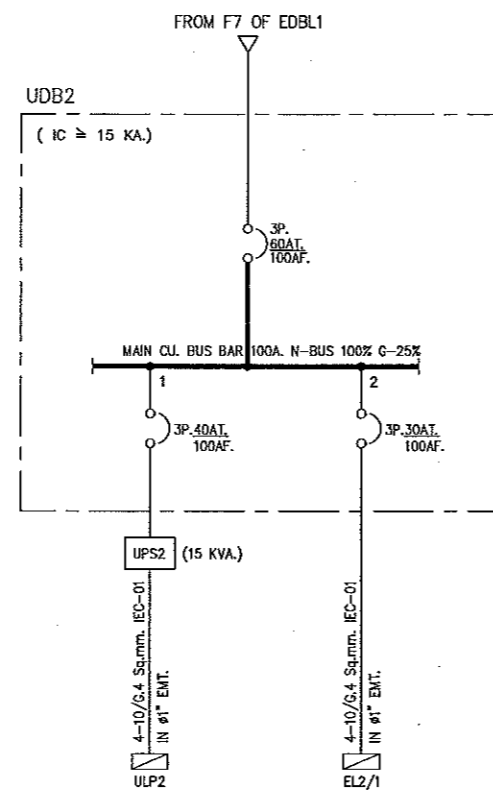 FROM F7 OF EDBL1
UDB2
( IC ≥ 15 KA.)
3P.
60AT.
100AF.
MAIN CU. BUS BAR 100A. N-BUS 100% G-25%
1
2
3P.40AT.
100AF.
3P.30AT.
100AF.
UPS2
(15 KVA.)
4-10/G.4 Sq.mm. IEC-01
IN ø1" EMT.
4-10/G.4 Sq.mm. IEC-01
IN ø1" EMT.
ULP2
EL2/1